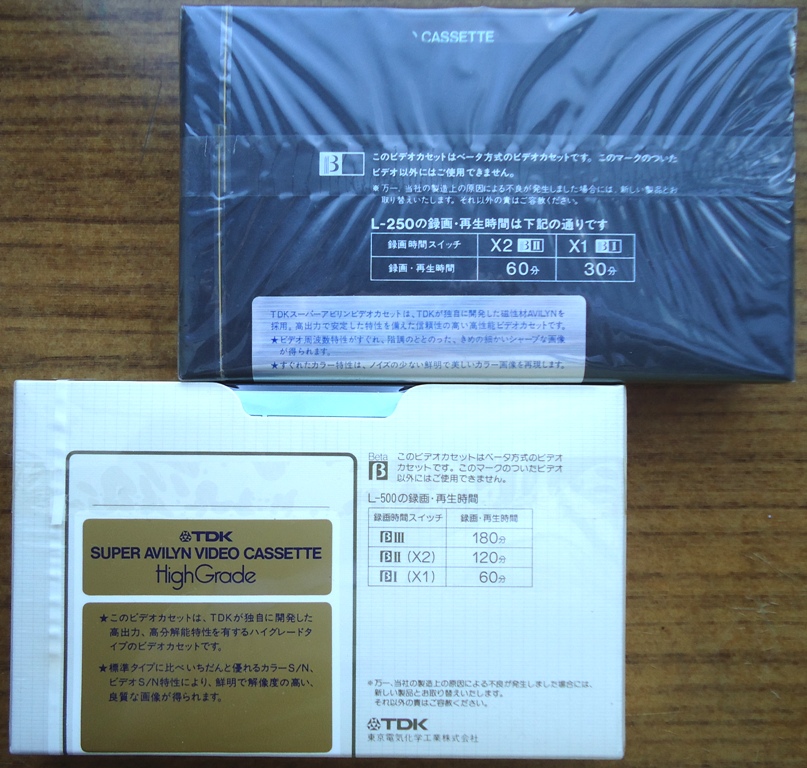 CASSETTE
β このビデオカセットはベータ方式のビデオカセットです。このマークのついた
ビデオ以外にはご使用できません。
※万一、当社の製造上の原因による不良が発生しました場合には、新しい製品とお
取り替えいたします。それ以外の責はご容赦ください。
L-250の録画・再生時間は下記の通りです
録画時間スイッチ X2 βII X1 βI
録画・再生時間 60分 30分
TDKスーパーアビリンビデオカセットは、TDKが独自に開発した磁性材AVILYNを
採用。高出力で安定した特性を備えた信頼性の高い高性能ビデオカセットです。
★ビデオ周波数特性がすぐれ、階調のととのった、きめの細かいシャープな画像
が得られます。
★すぐれたカラー特性は、ノイズの少ない鮮明で美しいカラー画像を再現します。
Beta
β
このビデオカセットはベータ方式のビデオ
カセットです。このマークのついたビデオ
以外にはご使用できません。
L-500の録画・再生時間
録画時間スイッチ 録画・再生時間
βIII 180分
βII (X2) 120分
βI (X1) 60分
TDK
SUPER AVILYN VIDEO CASSETTE
High Grade
★このビデオカセットは、TDKが独自に開発した
高出力、高分解能特性を有するハイグレードタ
イプのビデオカセットです。
★標準タイプに比べいちだんと優れるカラーS/N、
ビデオS/N特性により、鮮明で解像度の高い、
良質な画像が得られます。
※万一、当社の製造上の原因による不良が発生しました場合には、
新しい製品とお取り替えいたします。
それ以外の責はご容赦ください。
TDK
東京電気化学工業株式会社